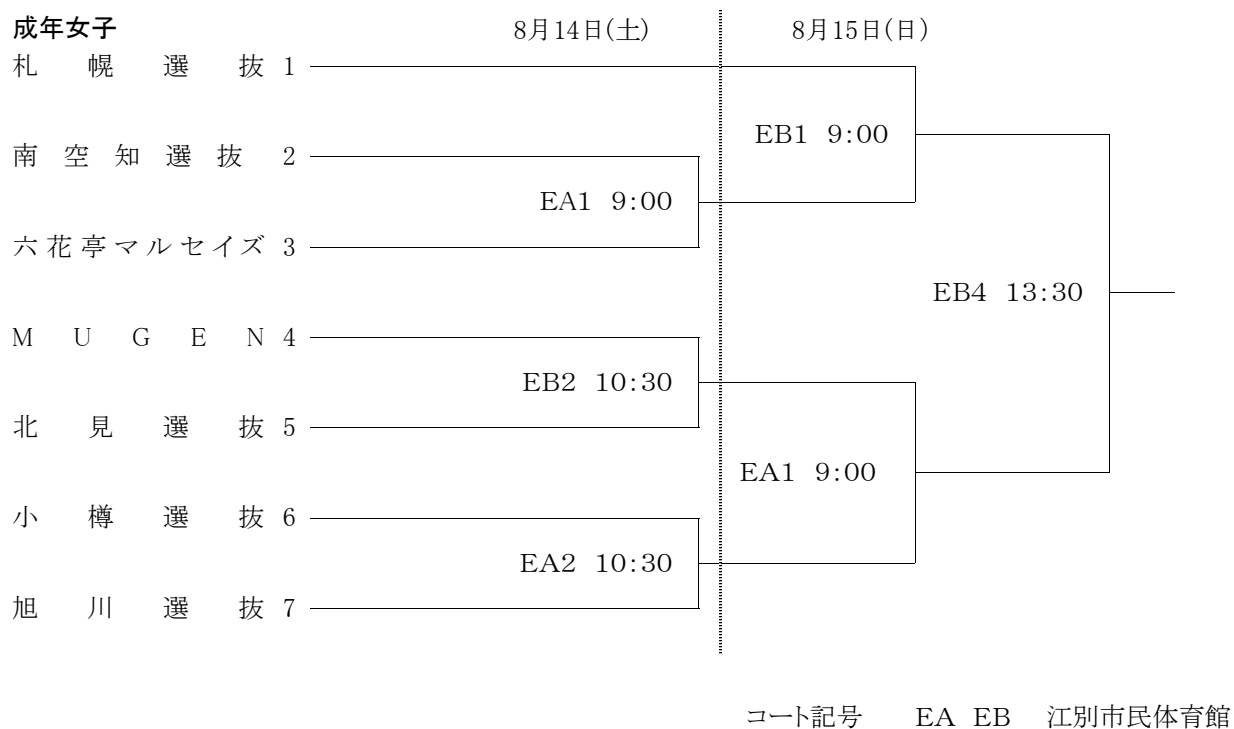 成年女子 8月14日(土) 8月15日(日)
札幌選抜 1
EB1 9:00
南空知選抜 2
EA1 9:00
六花亭マルセイズ 3
EB4 13:30
MUGEN 4
EB2 10:30
北見選抜 5
EA1 9:00
小樽選抜 6
EA2 10:30
旭川選抜 7
コート記号 EA EB 江別市民体育館